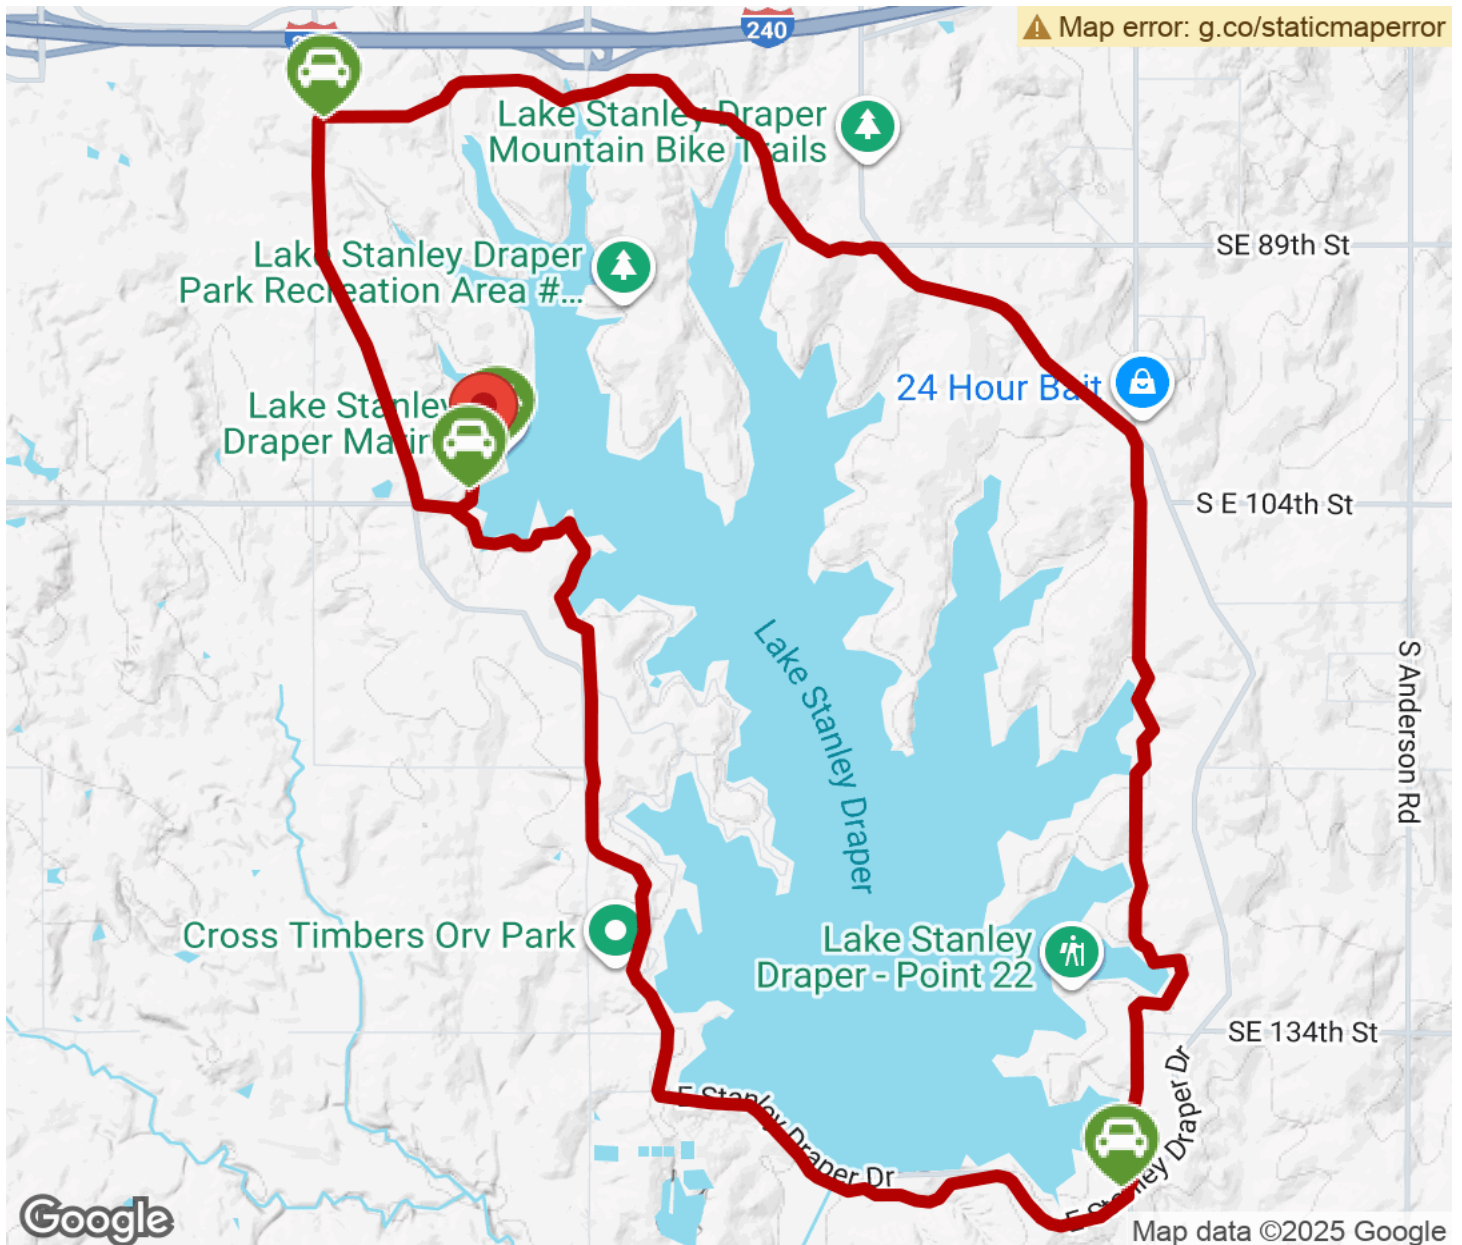 240
Map error: g.co/staticmaperror
Lake Stanley Draper
Mountain Bike Trails
SE 89th St
Lake Stanley Draper
Park Recreation Area #...
24 Hour Bait
Lake Stanley
Draper
S E 104th St
Lake Stanley Draper
S Anderson Rd
Cross Timbers Orv Park
Lake Stanley
Draper - Point 22
SE 134th St
E Stanley Draper Dr
E Stanley Draper Dr
Google
Map data ©2025 Google